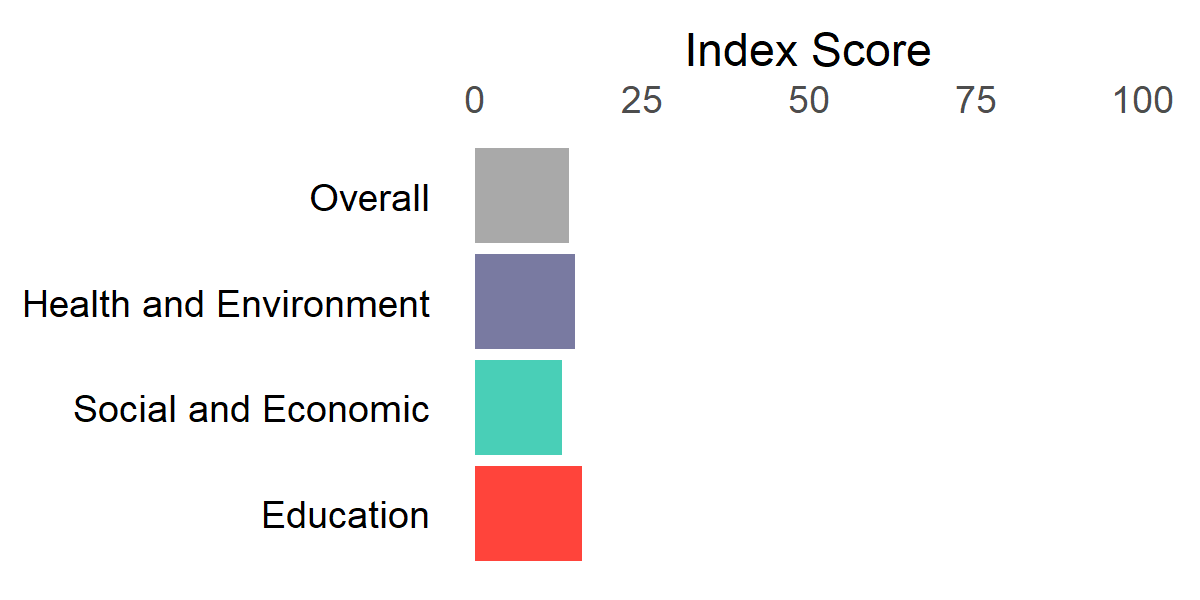 Index Score
0 25 50 75 100
Overall
Health and Environment
Social and Economic
Education